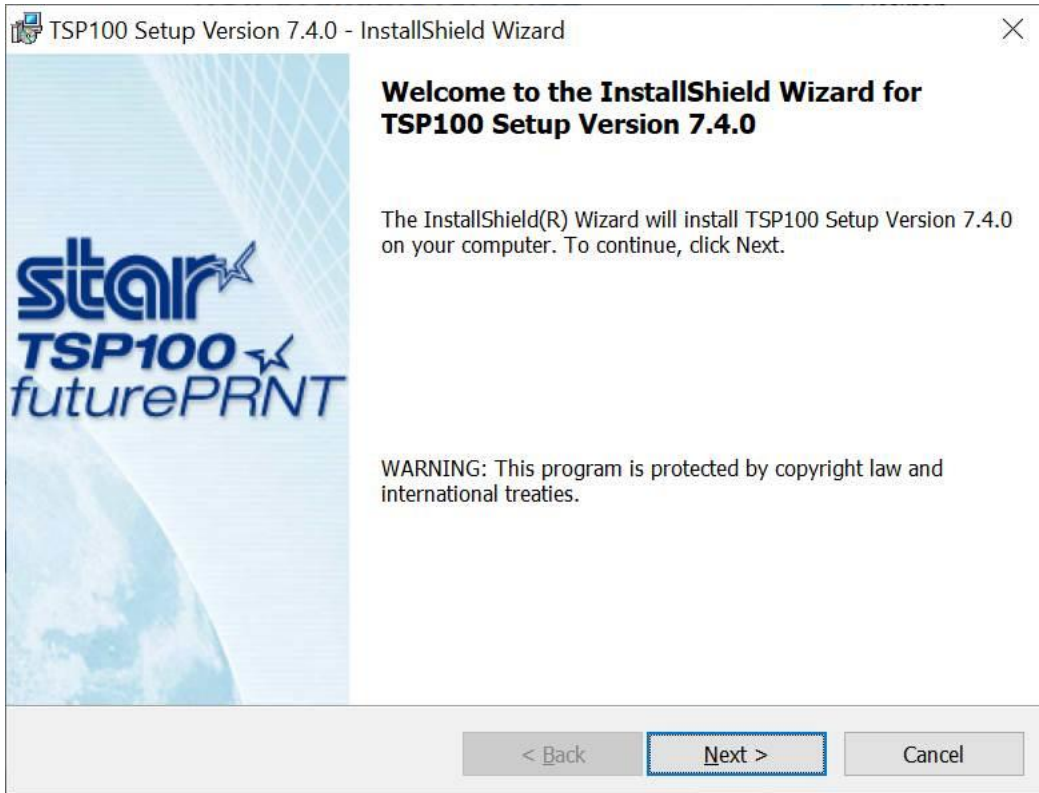 TSP100 Setup Version 7.4.0 - InstallShield Wizard
Welcome to the InstallShield Wizard for
TSP100 Setup Version 7.4.0
The InstallShield(R) Wizard will install TSP100 Setup Version 7.4.0
on your computer. To continue, click Next.
star
TSP100
futurePRNT
WARNING: This program is protected by copyright law and
international treaties.
< Back
Next >
Cancel